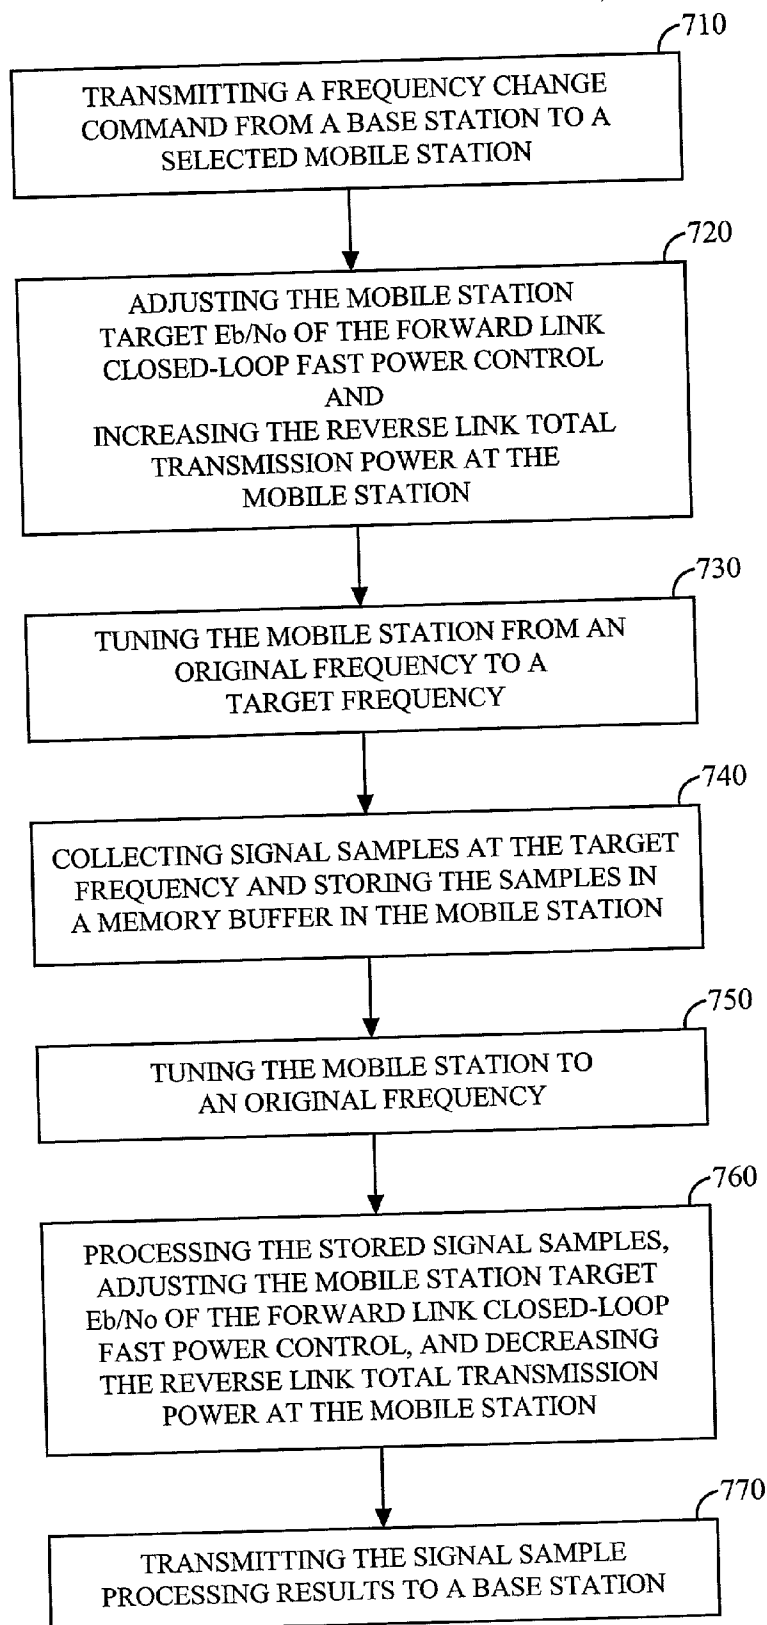 710
TRANSMITTING A FREQUENCY CHANGE
COMMAND FROM A BASE STATION TO A
SELECTED MOBILE STATION
720
ADJUSTING THE MOBILE STATION
TARGET Eb/No OF THE FORWARD LINK
CLOSED-LOOP FAST POWER CONTROL
AND
INCREASING THE REVERSE LINK TOTAL
TRANSMISSION POWER AT THE
MOBILE STATION
730
TUNING THE MOBILE STATION FROM AN
ORIGINAL FREQUENCY TO A
TARGET FREQUENCY
740
COLLECTING SIGNAL SAMPLES AT THE TARGET
FREQUENCY AND STORING THE SAMPLES IN
A MEMORY BUFFER IN THE MOBILE STATION
750
TUNING THE MOBILE STATION TO
AN ORIGINAL FREQUENCY
760
PROCESSING THE STORED SIGNAL SAMPLES,
ADJUSTING THE MOBILE STATION TARGET
Eb/No OF THE FORWARD LINK CLOSED-LOOP
FAST POWER CONTROL, AND DECREASING
THE REVERSE LINK TOTAL TRANSMISSION
POWER AT THE MOBILE STATION
770
TRANSMITTING THE SIGNAL SAMPLE
PROCESSING RESULTS TO A BASE STATION